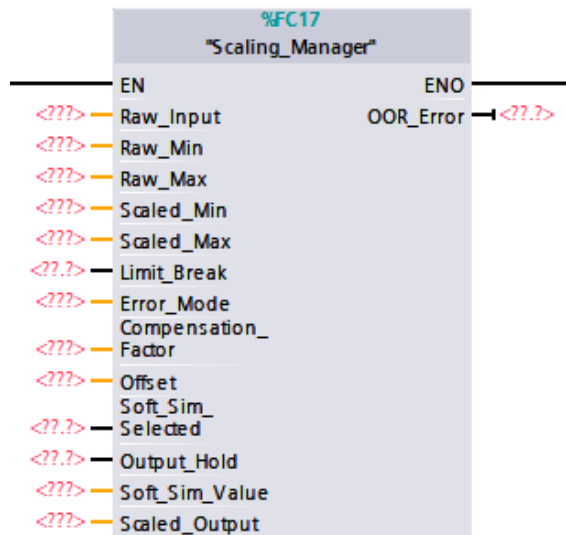 %FC17
"Scaling_Manager"
EN ENO
<???> Raw_Input OOR_Error <??.?>
<???> Raw_Min
<???> Raw_Max
<???> Scaled_Min
<???> Scaled_Max
<??.?> Limit_Break
<???> Error_Mode
Compensation_
<???> Factor
<???> Offset
Soft_Sim_
<??.?> Selected
<??.?> Output_Hold
<???> Soft_Sim_Value
<???> Scaled_Output